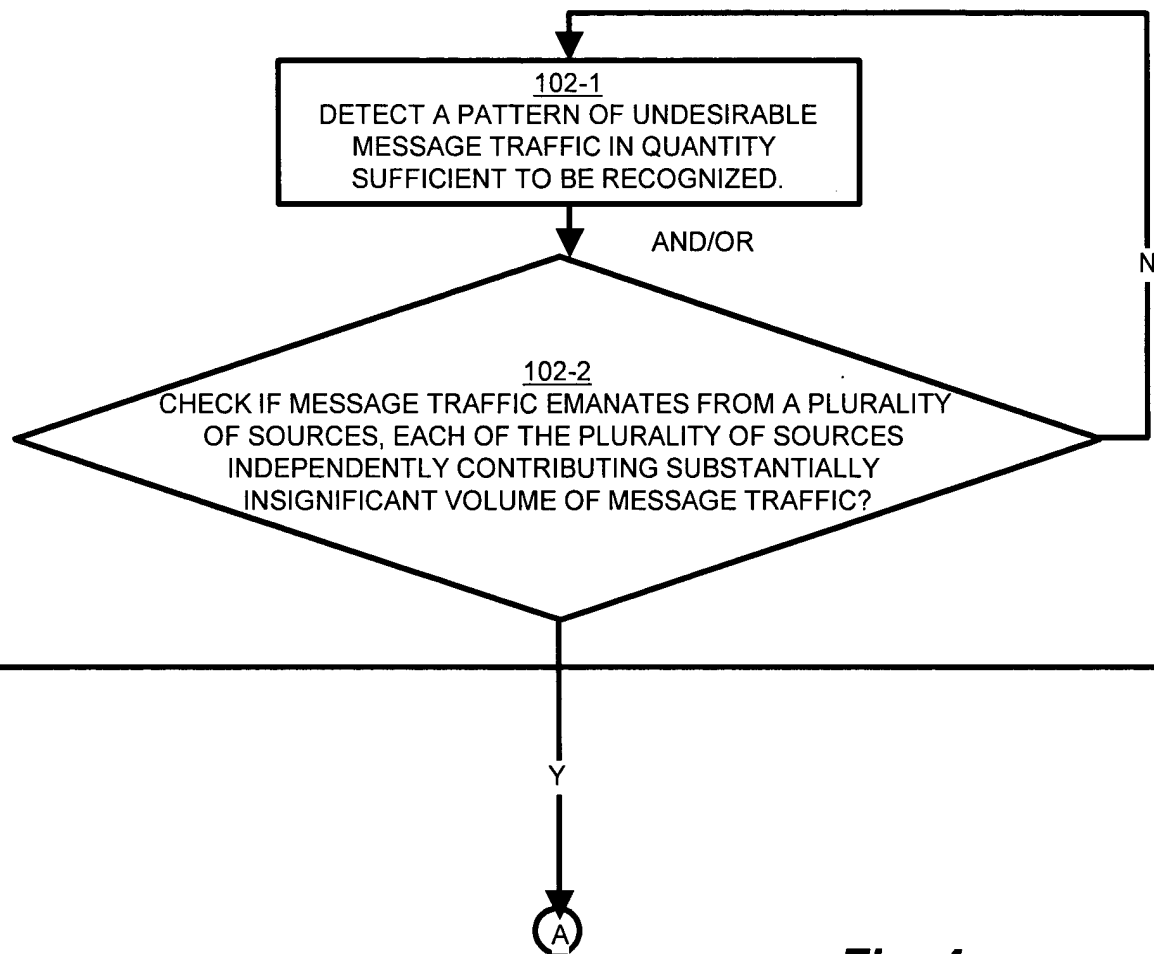 102-1
DETECT A PATTERN OF UNDESIRABLE
MESSAGE TRAFFIC IN QUANTITY
SUFFICIENT TO BE RECOGNIZED.
AND/OR
N
102-2
CHECK IF MESSAGE TRAFFIC EMANATES FROM A PLURALITY
OF SOURCES, EACH OF THE PLURALITY OF SOURCES
INDEPENDENTLY CONTRIBUTING SUBSTANTIALLY
INSIGNIFICANT VOLUME OF MESSAGE TRAFFIC?
Y
A